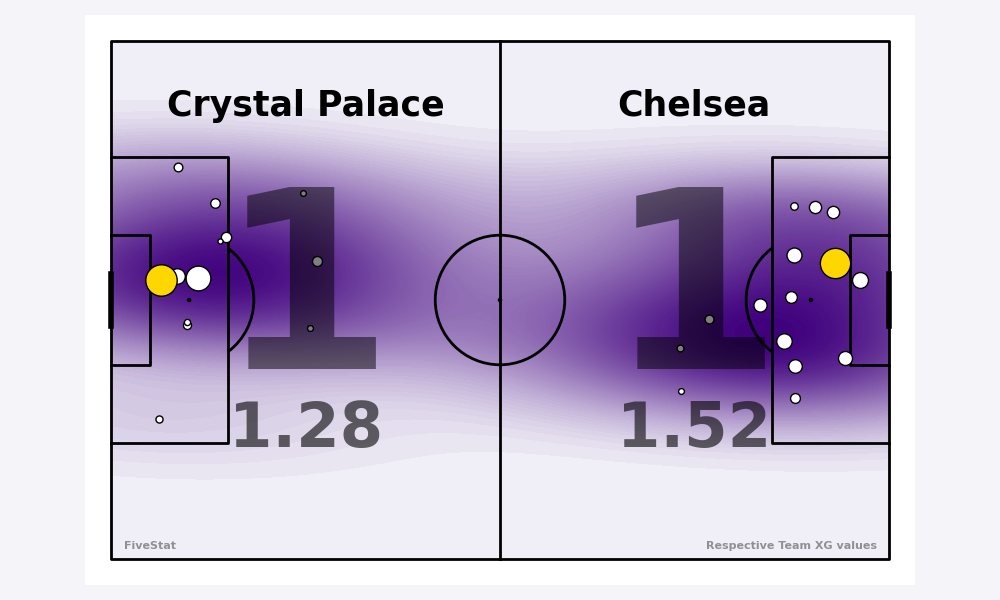 Crystal Palace
Chelsea
1
1
1.28
1.52
FiveStat
Respective Team XG values